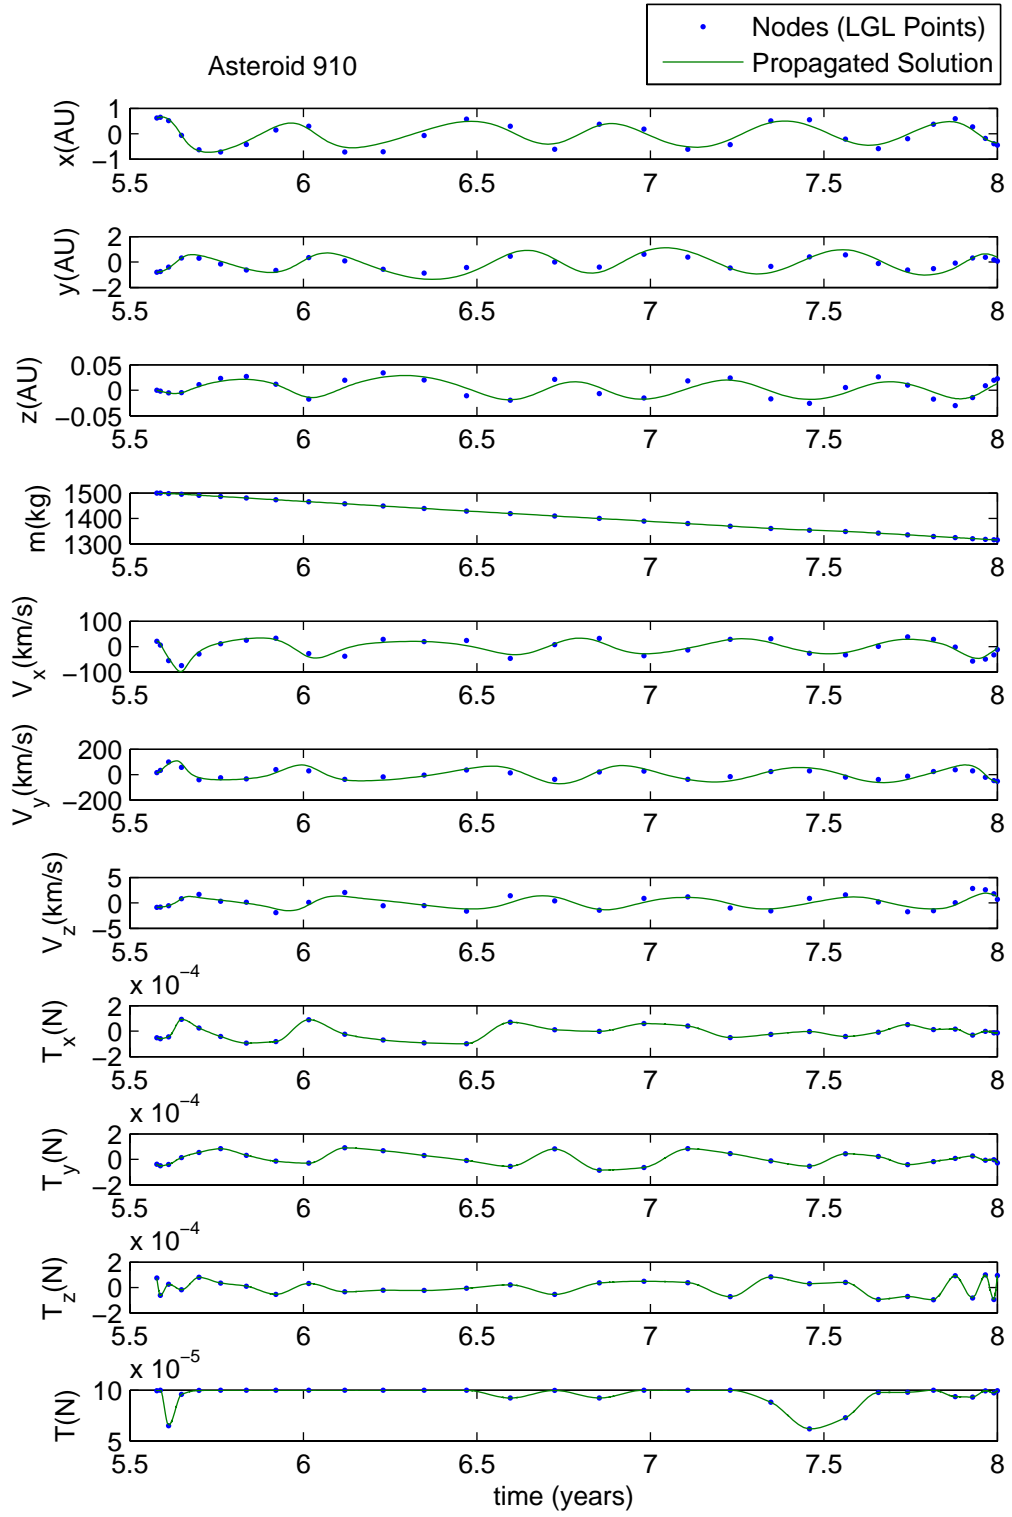 Nodes (LGL Points)
Propagated Solution
Asteroid 910
x(AU)
1
0
−1
5.5 6 6.5 7 7.5 8
y(AU)
2
0
−2
5.5 6 6.5 7 7.5 8
z(AU)
0.05
0
−0.05
5.5 6 6.5 7 7.5 8
m(kg)
1500
1400
1300
5.5 6 6.5 7 7.5 8
V_x(km/s)
100
0
−100
5.5 6 6.5 7 7.5 8
V_y(km/s)
200
0
−200
5.5 6 6.5 7 7.5 8
V_z(km/s)
5
0
−5
5.5 6 6.5 7 7.5 8
x 10^−4
T_x(N)
2
0
−2
5.5 6 6.5 7 7.5 8
x 10^−4
T_y(N)
2
0
−2
5.5 6 6.5 7 7.5 8
x 10^−4
T_z(N)
2
0
−2
5.5 6 6.5 7 7.5 8
x 10^−5
T(N)
10
5
5.5 6 6.5 7 7.5 8
time (years)